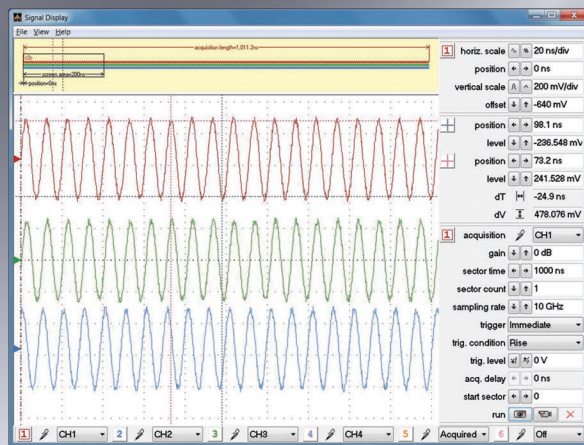 Signal Display
File View Help
acquisition length=1,011.2ns
screen area=200ns
position=0ns
1 horiz. scale 20 ns/div
position 0 ns
vertical scale 200 mV/div
offset -640 mV
position 98.1 ns
level -236.548 mV
position 73.2 ns
level 241.528 mV
dT -24.9 ns
dV 478.076 mV
1 acquisition CH1
gain 0 dB
sector time 1000 ns
sector count 1
sampling rate 10 GHz
trigger Immediate
trig. condition Rise
trig. level 0 V
acq. delay 0 ns
start sector 0
run
1 CH1 2 CH2 3 CH3 4 CH4 5 Acquired 6 Off